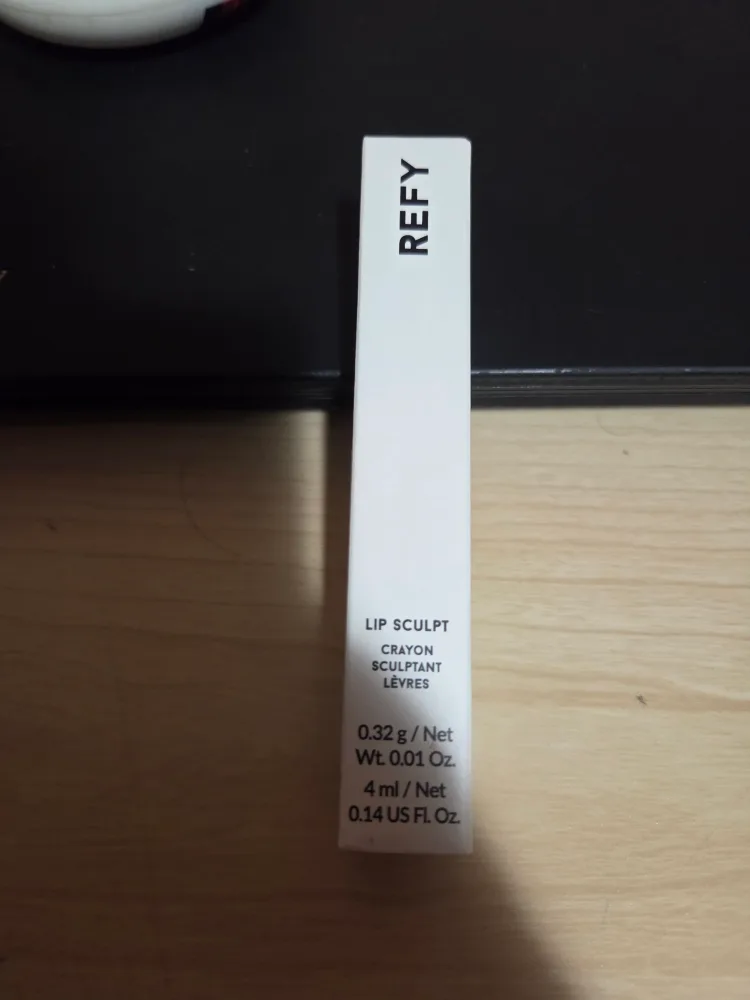 REFY
LIP SCULPT
CRAYON
SCULPTANT
LÈVRES
0.32 g / Net
Wt. 0.01 Oz.
4 ml / Net
0.14 US Fl. Oz.